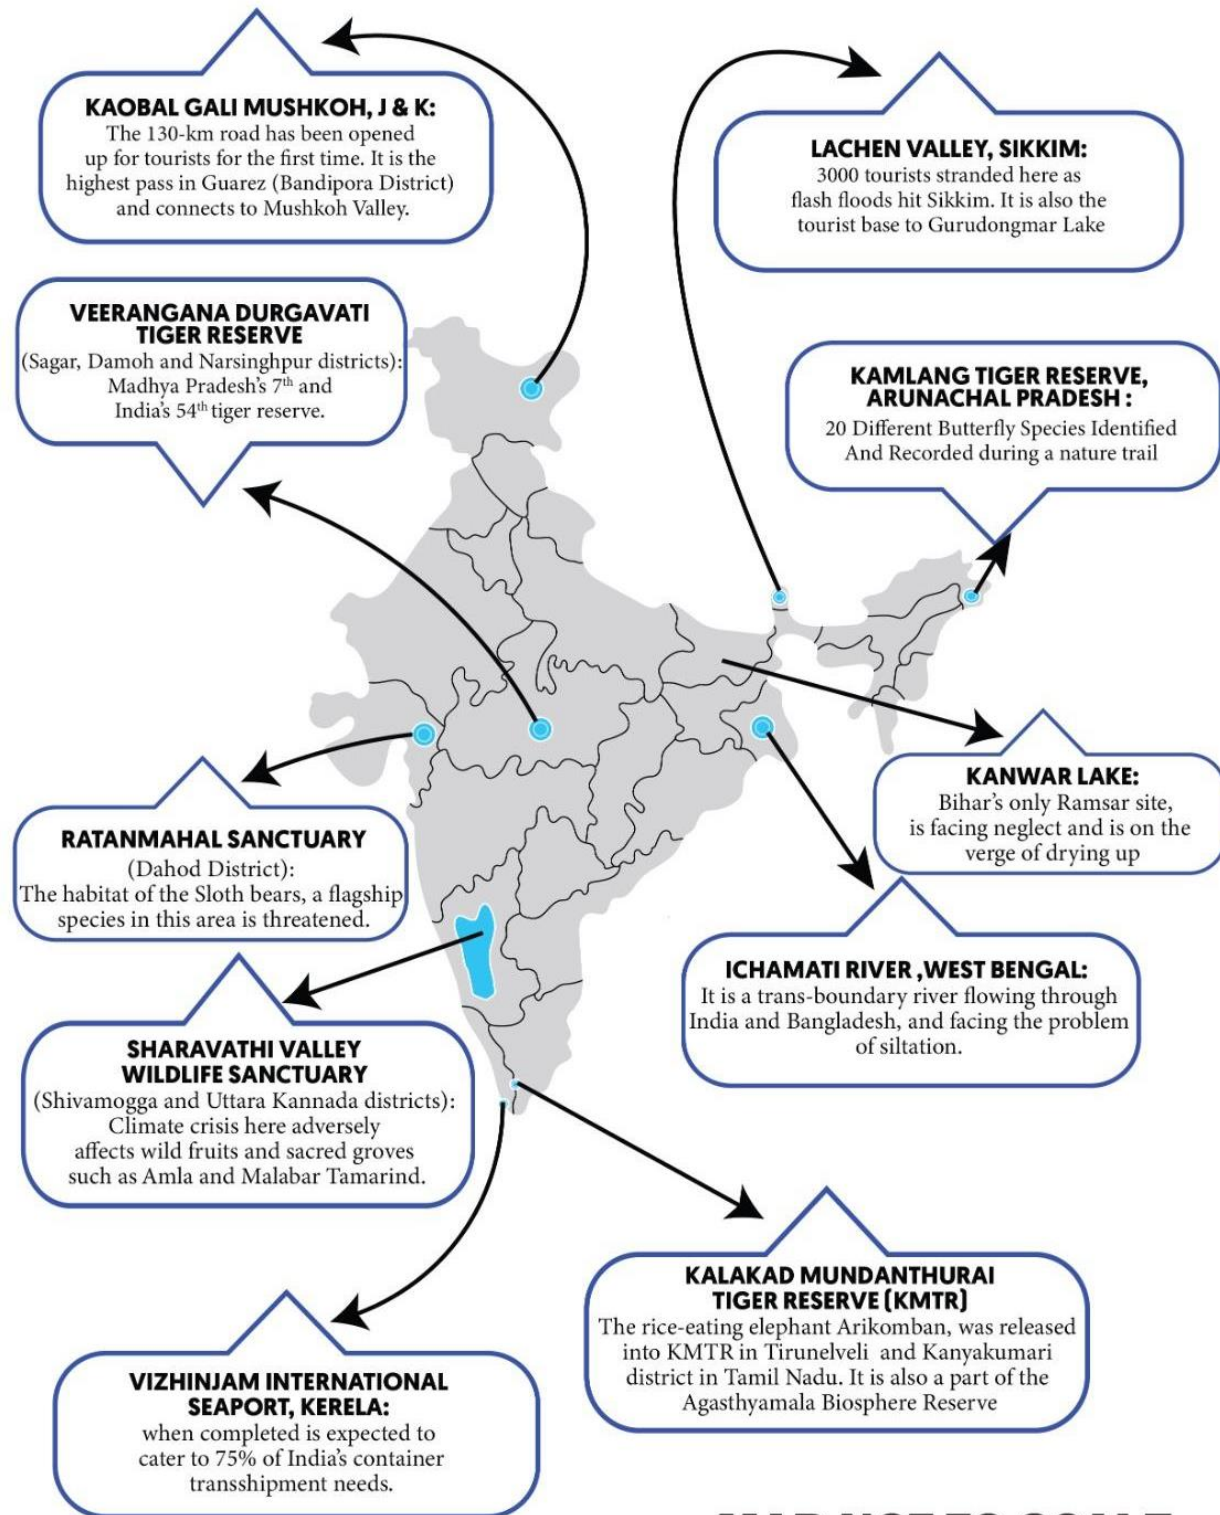 KAOBAL GALI MUSHKOH, J & K:
The 130-km road has been opened
up for tourists for the first time. It is the
highest pass in Guarez (Bandipora District)
and connects to Mushkoh Valley.
LACHEN VALLEY, SIKKIM:
3000 tourists stranded here as
flash floods hit Sikkim. It is also the
tourist base to Gurudongmar Lake
VEERANGANA DURGAVATI
TIGER RESERVE
(Sagar, Damoh and Narsinghpur districts):
Madhya Pradesh's 7th and
India's 54th tiger reserve.
KAMLANG TIGER RESERVE,
ARUNACHAL PRADESH :
20 Different Butterfly Species Identified
And Recorded during a nature trail
KANWAR LAKE:
Bihar's only Ramsar site,
is facing neglect and is on the
verge of drying up
RATANMAHAL SANCTUARY
(Dahod District):
The habitat of the Sloth bears, a flagship
species in this area is threatened.
ICHAMATI RIVER ,WEST BENGAL:
It is a trans-boundary river flowing through
India and Bangladesh, and facing the problem
of siltation.
SHARAVATHI VALLEY
WILDLIFE SANCTUARY
(Shivamogga and Uttara Kannada districts):
Climate crisis here adversely
affects wild fruits and sacred groves
such as Amla and Malabar Tamarind.
KALAKAD MUNDANTHURAI
TIGER RESERVE (KMTR)
The rice-eating elephant Arikomban, was released
into KMTR in Tirunelveli and Kanyakumari
district in Tamil Nadu. It is also a part of the
Agasthyamala Biosphere Reserve
VIZHINJAM INTERNATIONAL
SEAPORT, KERELA:
when completed is expected to
cater to 75% of India's container
transshipment needs.